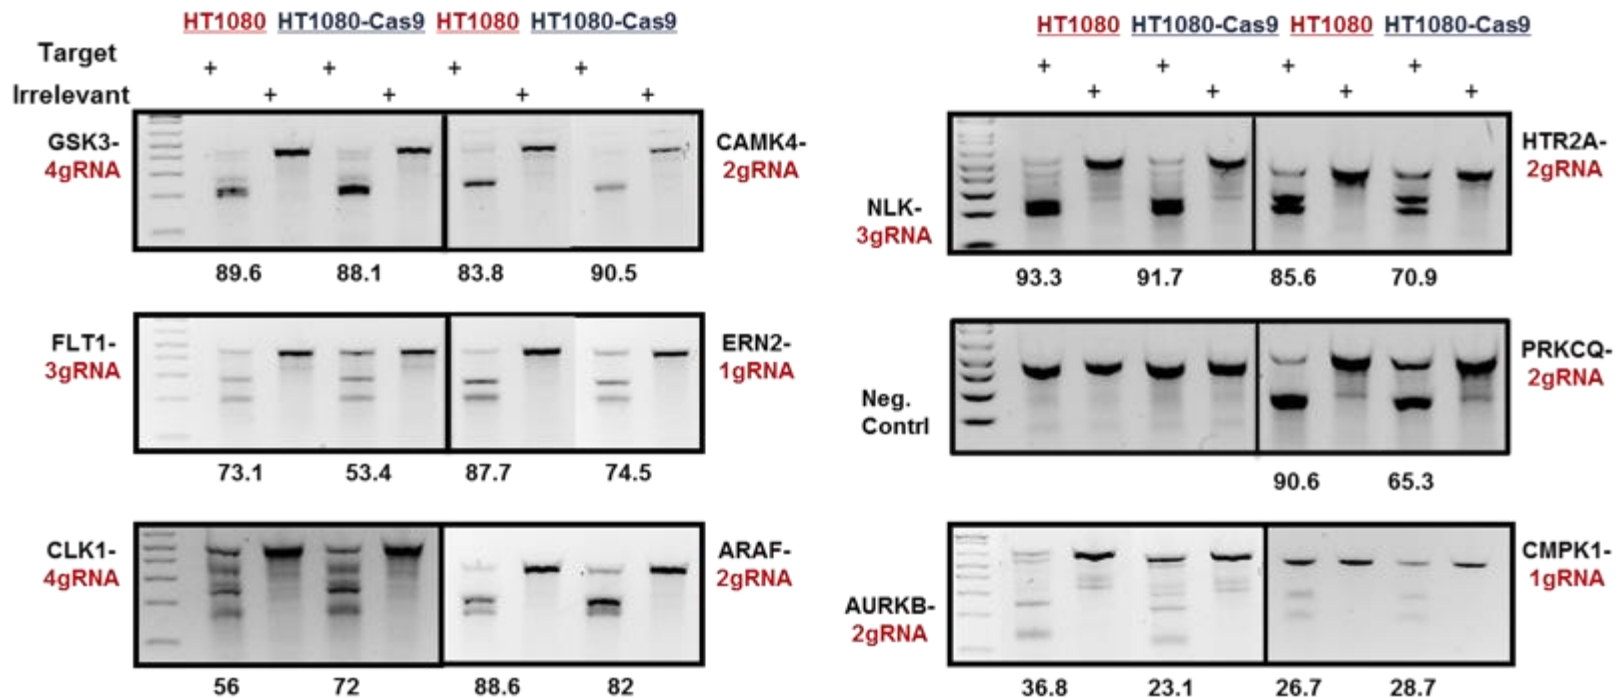 HT1080 HT1080-Cas9 HT1080 HT1080-Cas9
Target + + + +
Irrelevant + + + +
GSK3-
4gRNA
CAMK4-
2gRNA
89.6 88.1 83.8 90.5
FLT1-
3gRNA
ERN2-
1gRNA
73.1 53.4 87.7 74.5
CLK1-
4gRNA
ARAF-
2gRNA
56 72 88.6 82
HT1080 HT1080-Cas9 HT1080 HT1080-Cas9
+ + + +
+ + + +
NLK-
3gRNA
HTR2A-
2gRNA
93.3 91.7 85.6 70.9
Neg.
Contrl
PRKCQ-
2gRNA
90.6 65.3
AURKB-
2gRNA
CMPK1-
1gRNA
36.8 23.1 26.7 28.7